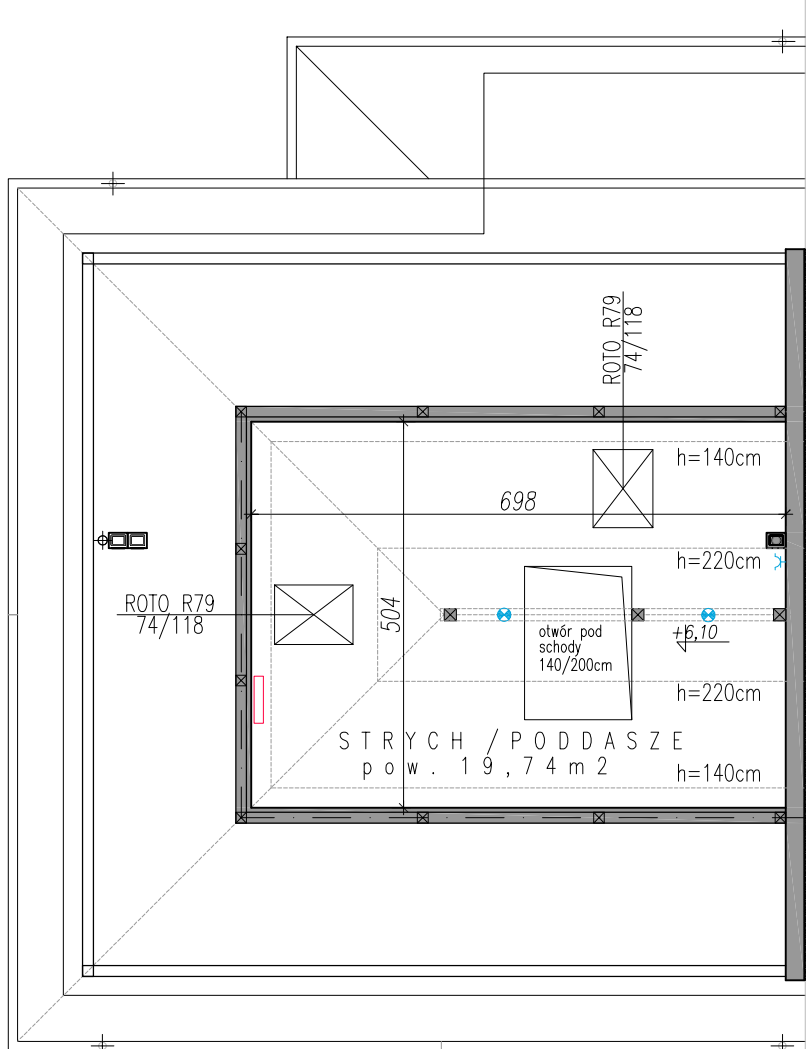 ROTO R79
74/118
h=140cm
698
h=220cm
ROTO R79
74/118
504
otwór pod
schody
140/200cm
+6,10
h=220cm
STRYCH /PODDASZE
pow. 19,74m2
h=140cm